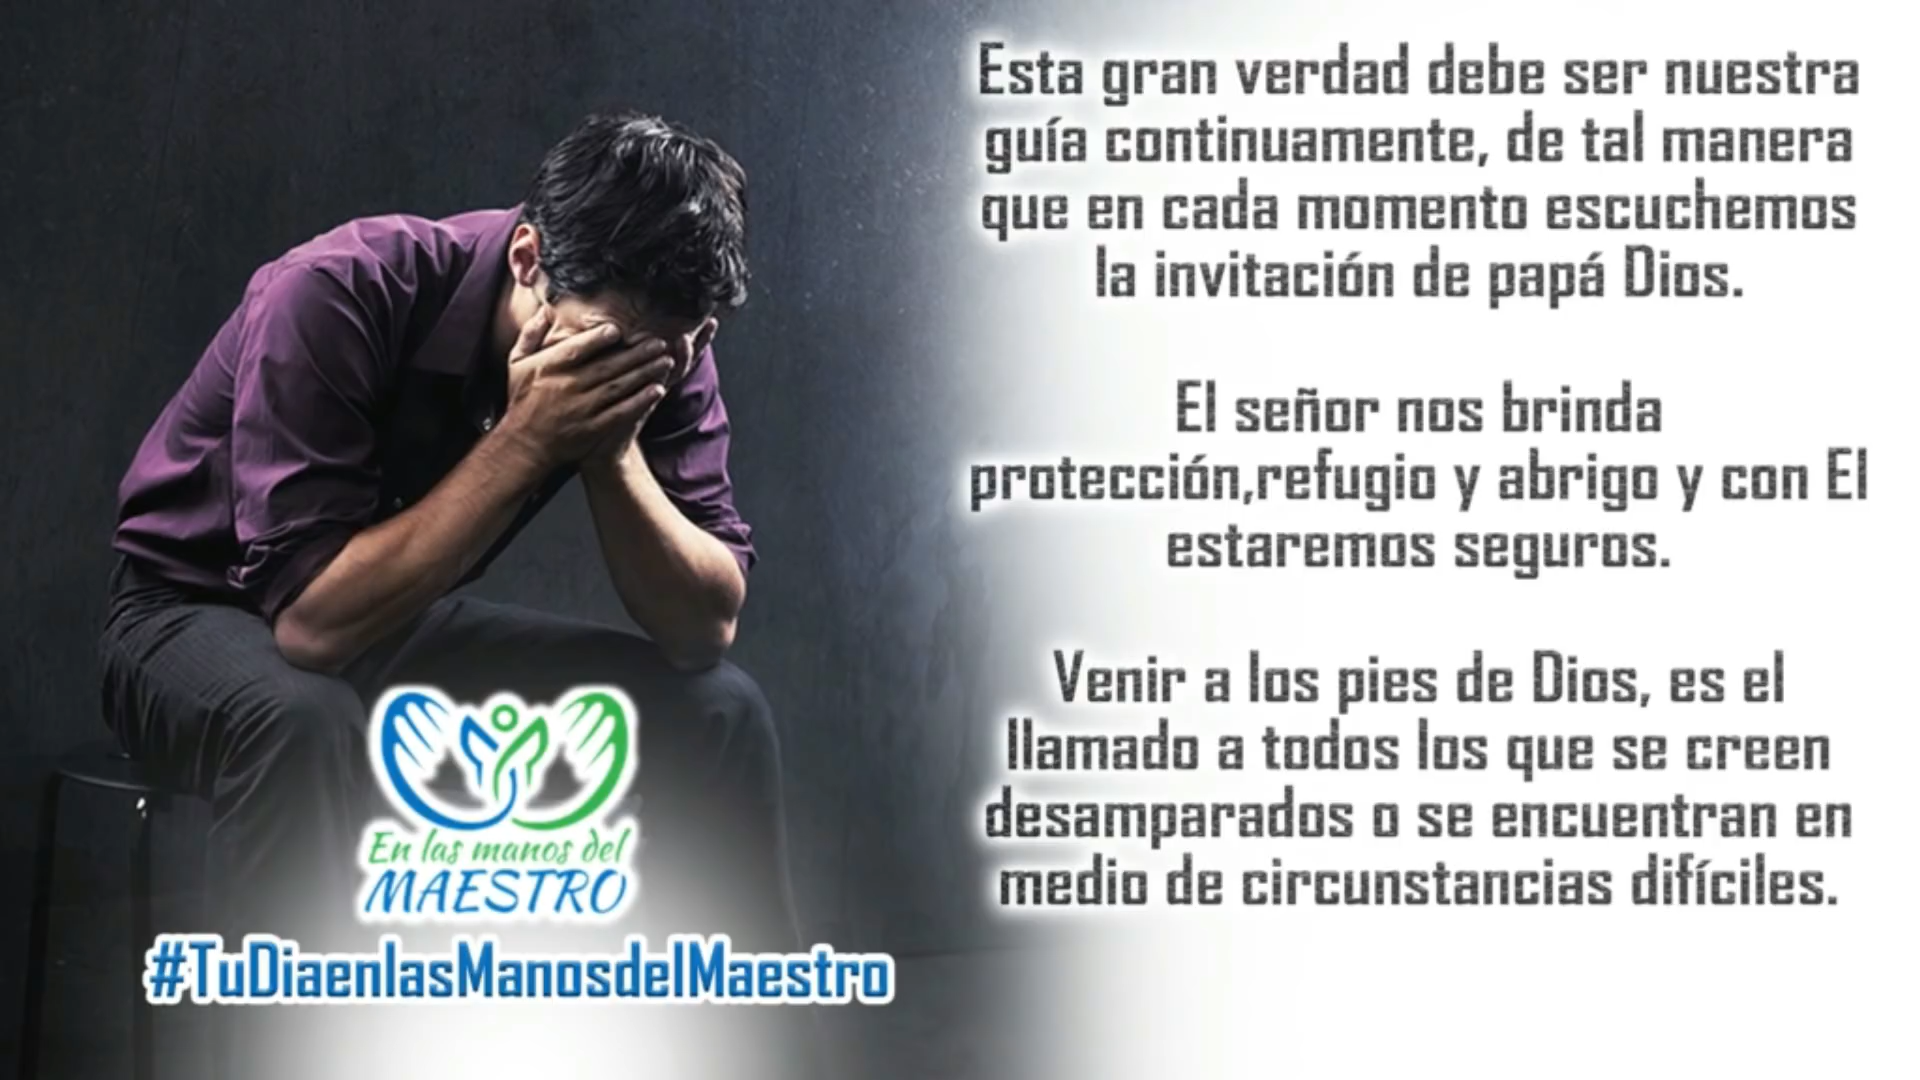 Esta gran verdad debe ser nuestra
guía continuamente, de tal manera
que en cada momento escuchemos
la invitación de papá Dios.
El señor nos brinda
protección,refugio y abrigo y con El
estaremos seguros.
Venir a los pies de Dios, es el
llamado a todos los que se creen
desamparados o se encuentran en
medio de circunstancias difíciles.
En las manos del
MAESTRO
#TuDiaenlasManosdelMaestro